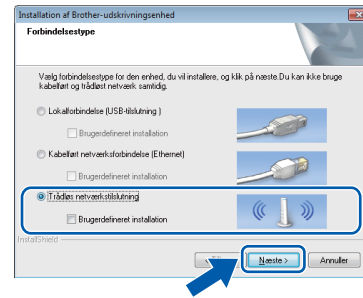 Installation af Brother-udskrivningsenhed
Forbindelsestype
Vælg forbindelsestype for den enhed, du vil installere, og klik på næste.Du kan ikke bruge
kabelført og trådløst netværk samtidig.
Lokalforbindelse (USB-tilslutning )
Brugerdefineret installation
Kabelført netværksforbindelse (Ethernet)
Brugerdefineret installation
Trådløs netværkstilslutning
Brugerdefineret installation
InstallShield
Næste >
Annuller